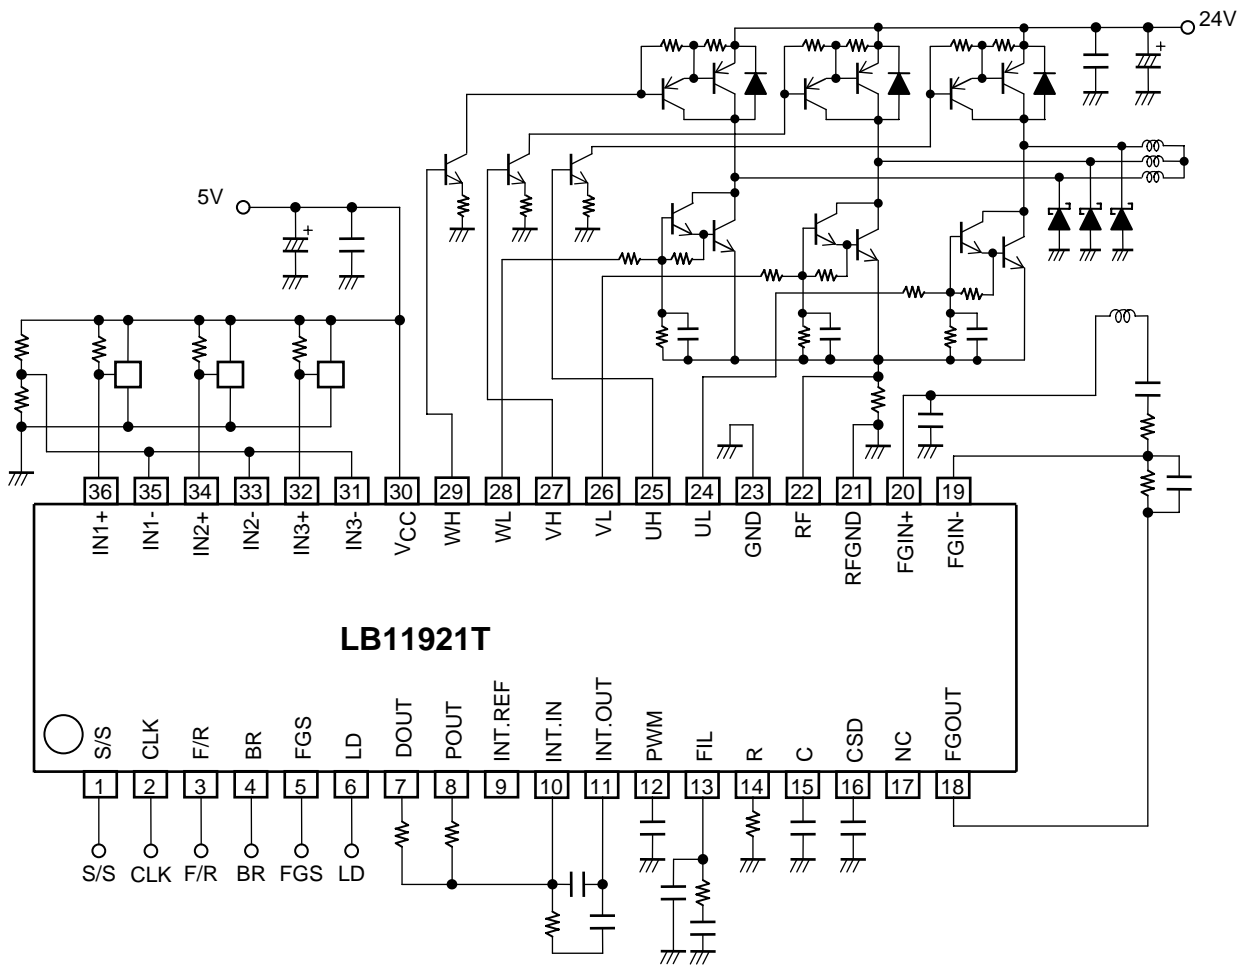 24V
+
5V
+
36 35 34 33 32 31 30 29 28 27 26 25 24 23 22 21 20 19
IN1+ IN1- IN2+ IN2- IN3+ IN3- VCC WH WL VH VL UH UL GND RF RFGND FGIN+ FGIN-
LB11921T
S/S CLK F/R BR FGS LD DOUT POUT INT.REF INT.IN INT.OUT PWM FIL R C CSD NC FGOUT
1 2 3 4 5 6 7 8 9 10 11 12 13 14 15 16 17 18
S/S CLK F/R BR FGS LD